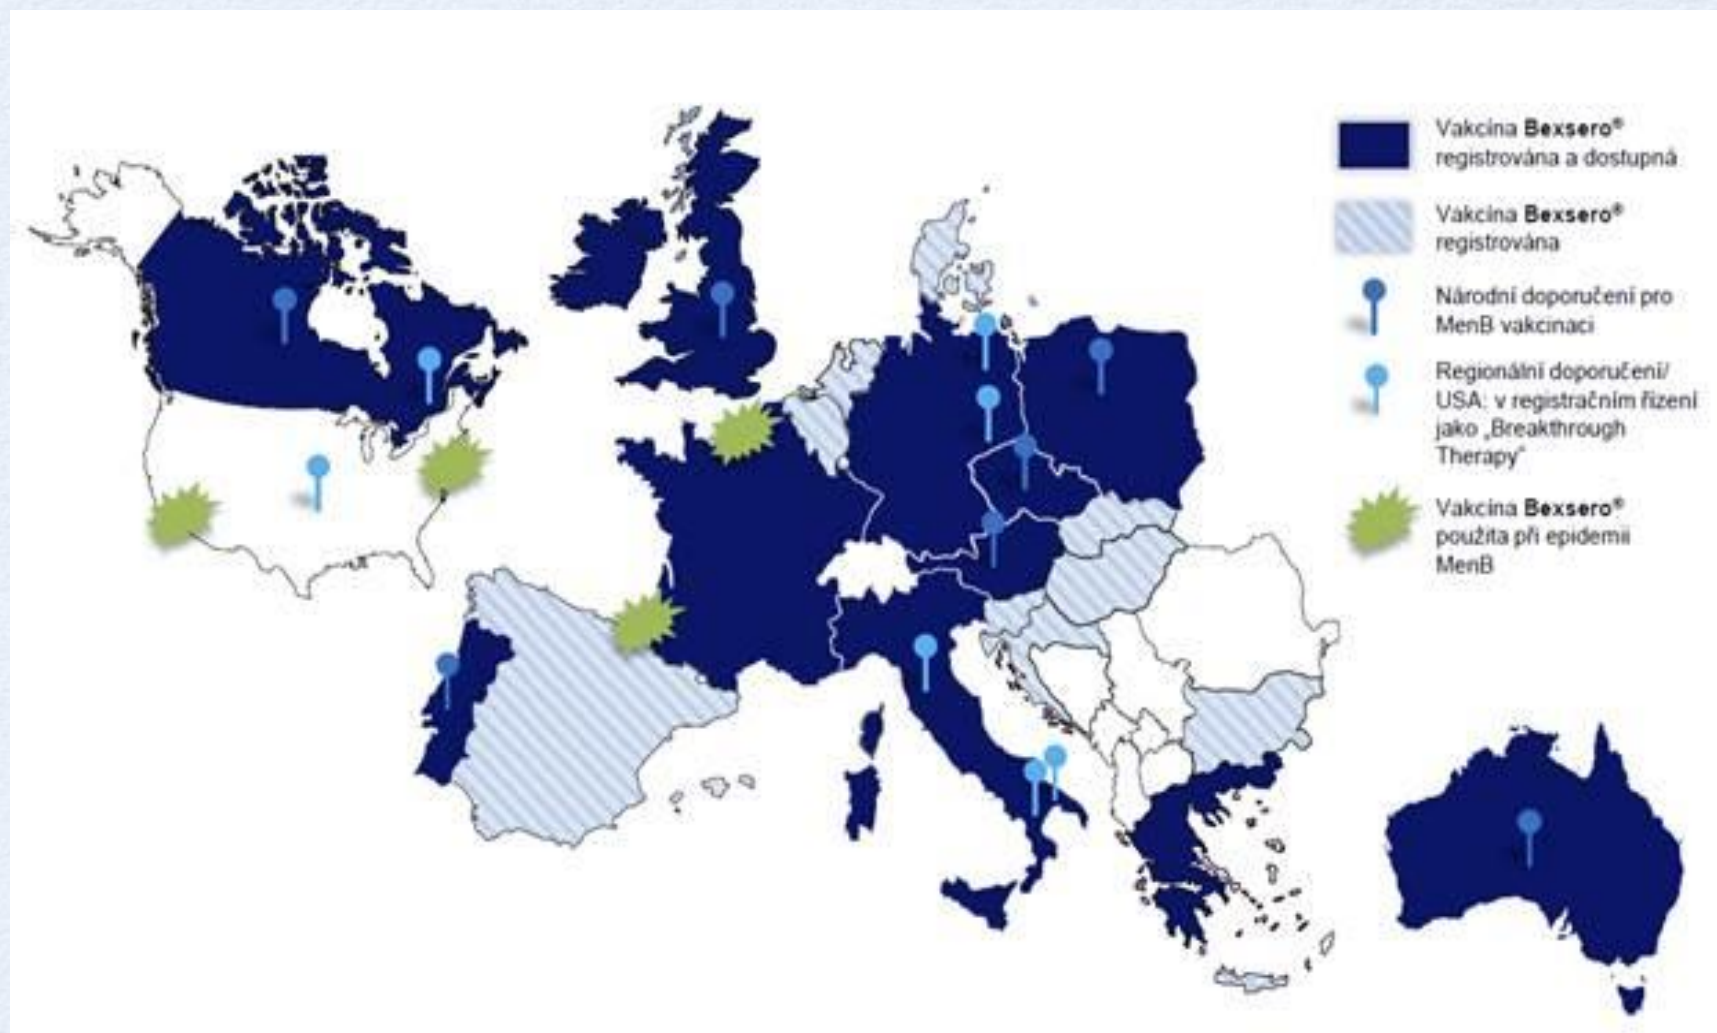 Vakcína Bexsero®
registrována a dostupná
Vakcína Bexsero®
registrována
Národní doporučení pro
MenB vakcinaci
Regionální doporučení/
USA: v registračním řízení
jako „Breakthrough
Therapy“
Vakcína Bexsero®
použita při epidemii
MenB